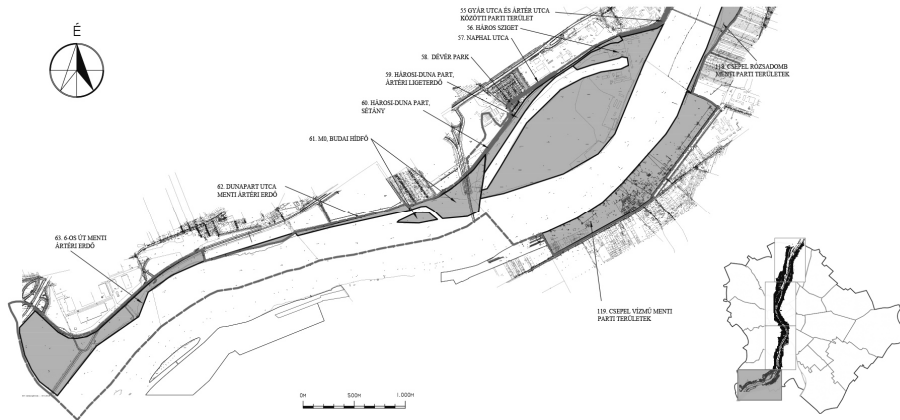 É
55 GYÁR UTCA ÉS ÁRTÉR UTCA
KÖZÖTTI PARTI TERÜLET
56. HÁROS SZIGET
57. NAPHAL UTCA
58. DÉVÉR PARK
59. HÁROSI-DUNA PART,
ÁRTÉRI LIGETERDŐ
60. HÁROSI-DUNA PART,
SÉTÁNY
61. M0, BUDAI HÍDFŐ
62. DUNAPART UTCA
MENTI ÁRTÉRI ERDŐ
63. 6-OS ÚT MENTI
ÁRTÉRI ERDŐ
118. CSEPEL RÓZSADOMB
MENTI PARTI TERÜLETEK
119. CSEPEL VÍZMŰ MENTI
PARTI TERÜLETEK
0M 500M 1.000M